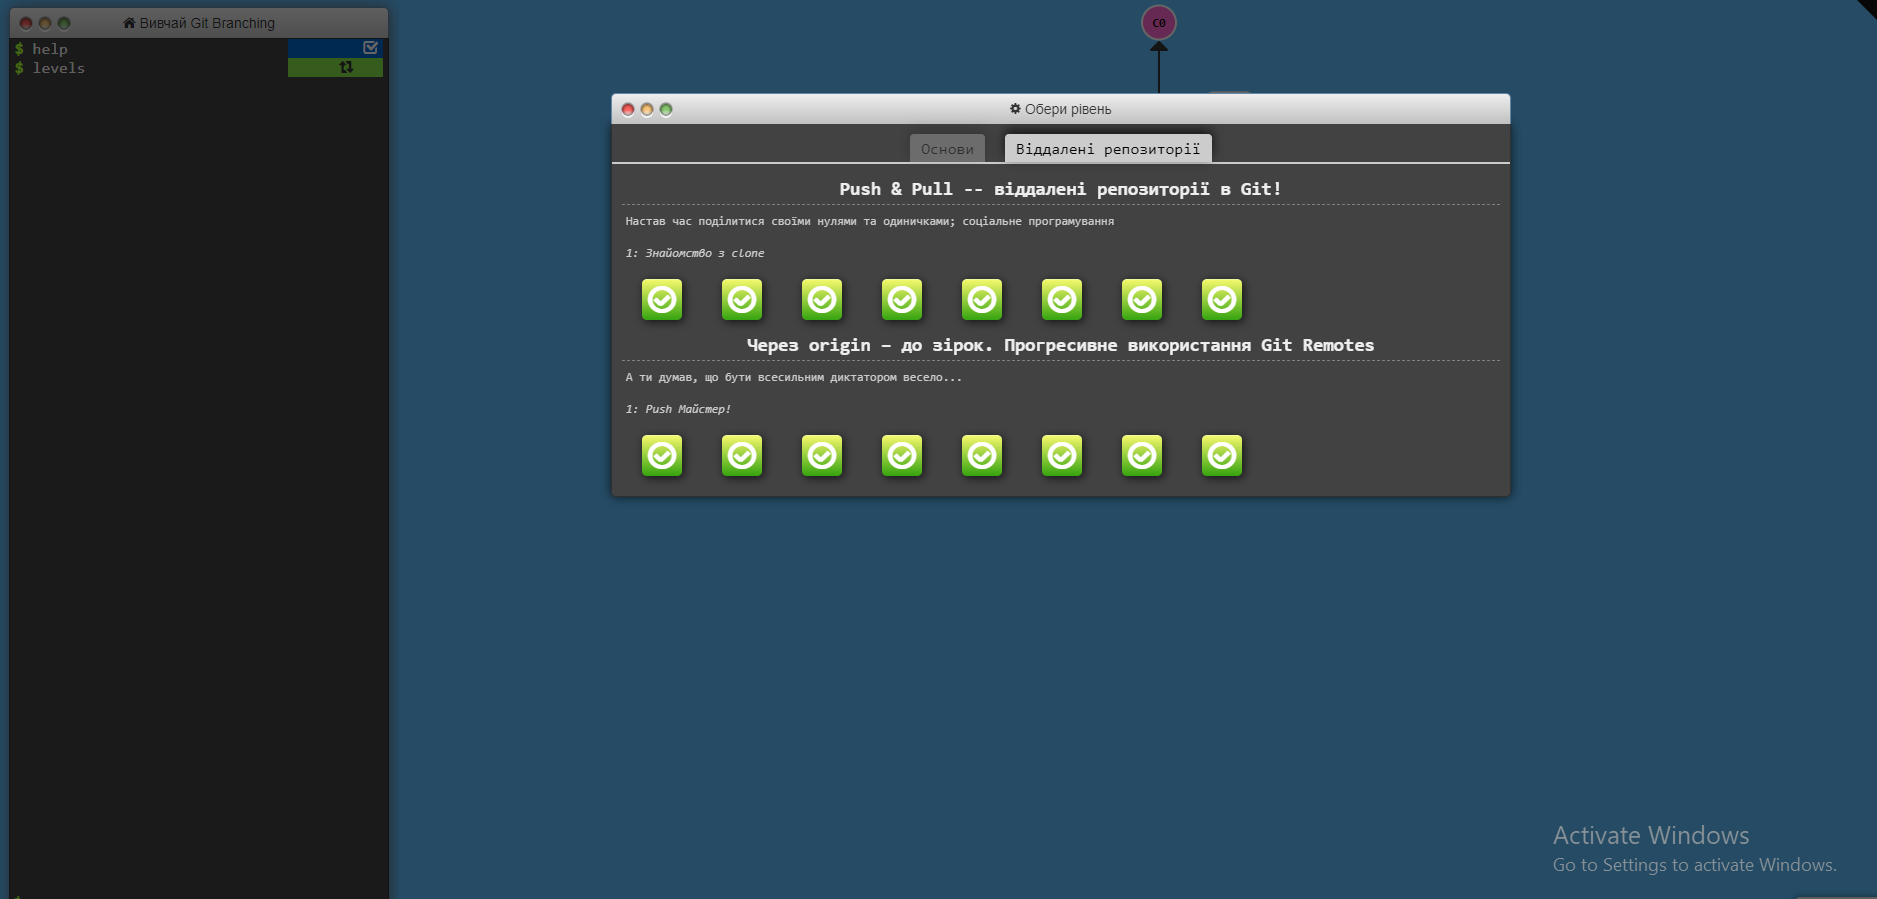 Вивчай Git Branching
$ help
$ levels
C0
Обери рівень
Основи
Віддалені репозиторії
Push & Pull -- віддалені репозиторії в Git!
Настав час поділитися своїми нулями та одиничками; соціальне програмування
1: Знайомство з clone
Через origin – до зірок. Прогресивне використання Git Remotes
А ти думав, що бути всесильним диктатором весело...
1: Push Майстер!
Activate Windows
Go to Settings to activate Windows.